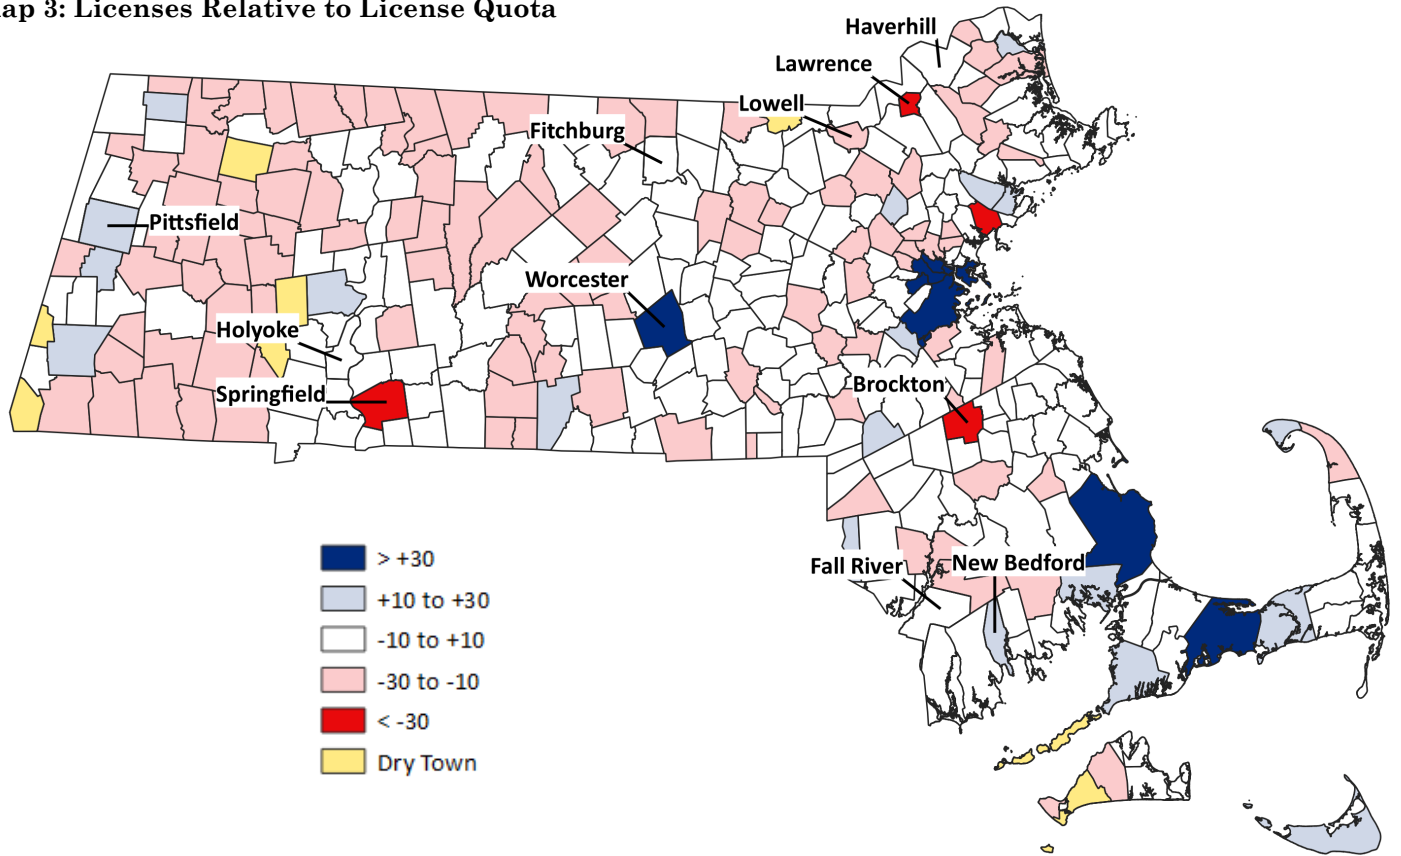 ap 3: Licenses Relative to License Quota
Haverhill
Lawrence
Lowell
Fitchburg
Pittsfield
Worcester
Holyoke
Springfield
Brockton
Fall River
New Bedford
> +30
+10 to +30
-10 to +10
-30 to -10
< -30
Dry Town